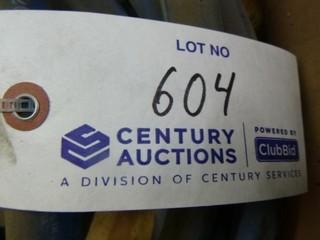 LOT NO
604
CENTURY
AUCTIONS
POWERED BY
ClubBid
A DIVISION OF CENTURY SERVICES